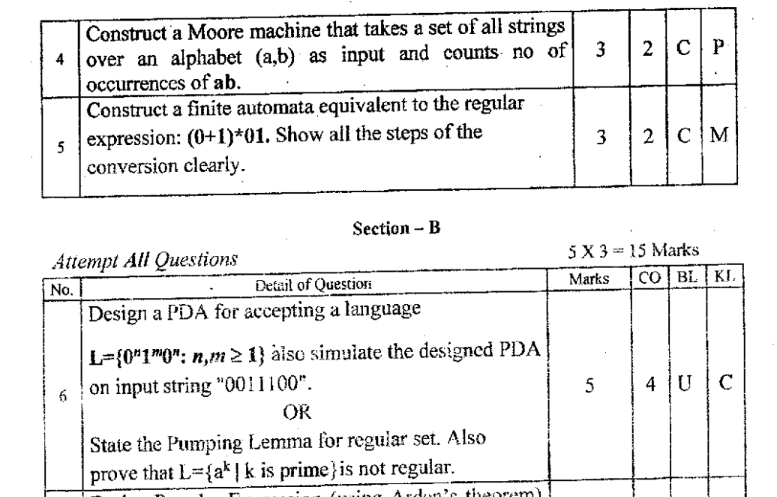 4 Construct a Moore machine that takes a set of all strings 3 2 C P
over an alphabet (a,b) as input and counts no of
occurrences of ab.
5 Construct a finite automata equivalent to the regular 3 2 C M
expression: (0+1)*01. Show all the steps of the
conversion clearly.
Section – B
Attempt All Questions 5 X 3 = 15 Marks
No. Detail of Question Marks CO BL KL
6 Design a PDA for accepting a language 5 4 U C
L={0ⁿ1ᵐ0ⁿ: n,m ≥ 1} also simulate the designed PDA
on input string "0011100".
OR
State the Pumping Lemma for regular set. Also
prove that L={aᵏ | k is prime}is not regular.
Regular Expression (using Arden's theorem)